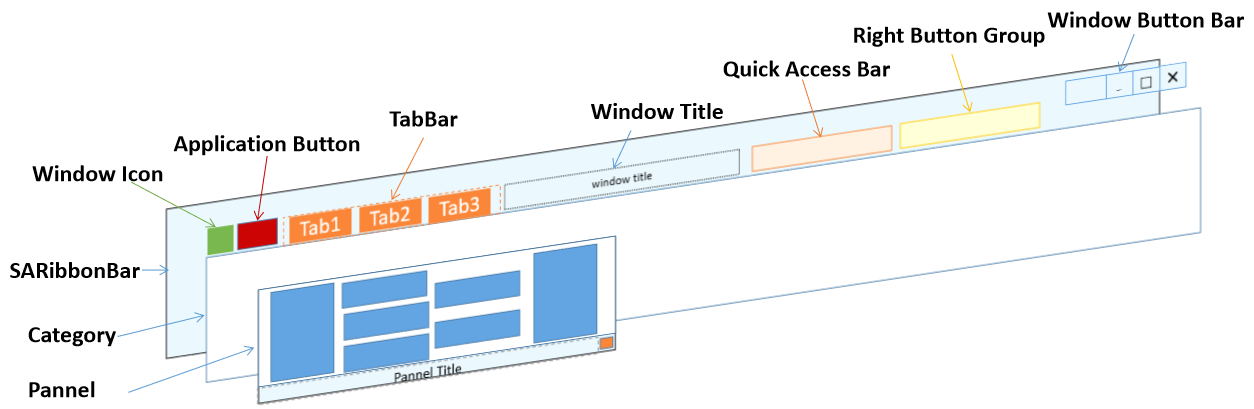 Window Button Bar
Right Button Group
Quick Access Bar
Window Title
TabBar
Application Button
Window Icon
window title
Tab1
Tab2
Tab3
SARibbonBar
Category
Pannel
Pannel Title